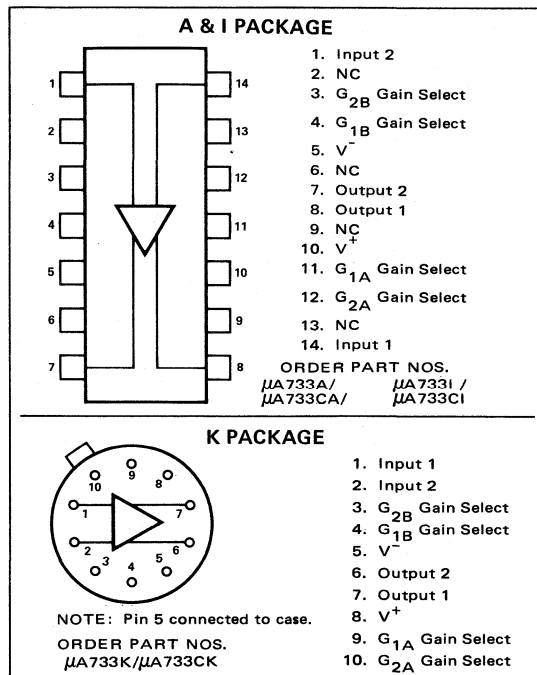 A & I PACKAGE
1
2
3
4
5
6
7
14
13
12
11
10
9
8
1. Input 2
2. NC
3. G2B Gain Select
4. G1B Gain Select
5. V-
6. NC
7. Output 2
8. Output 1
9. NC
10. V+
11. G1A Gain Select
12. G2A Gain Select
13. NC
14. Input 1
ORDER PART NOS.
μA733A/ μA733I /
μA733CA/ μA733CI
K PACKAGE
9
10
8
1
7
2
6
3
5
4
NOTE: Pin 5 connected to case.
ORDER PART NOS.
μA733K/μA733CK
1. Input 1
2. Input 2
3. G2B Gain Select
4. G1B Gain Select
5. V-
6. Output 2
7. Output 1
8. V+
9. G1A Gain Select
10. G2A Gain Select